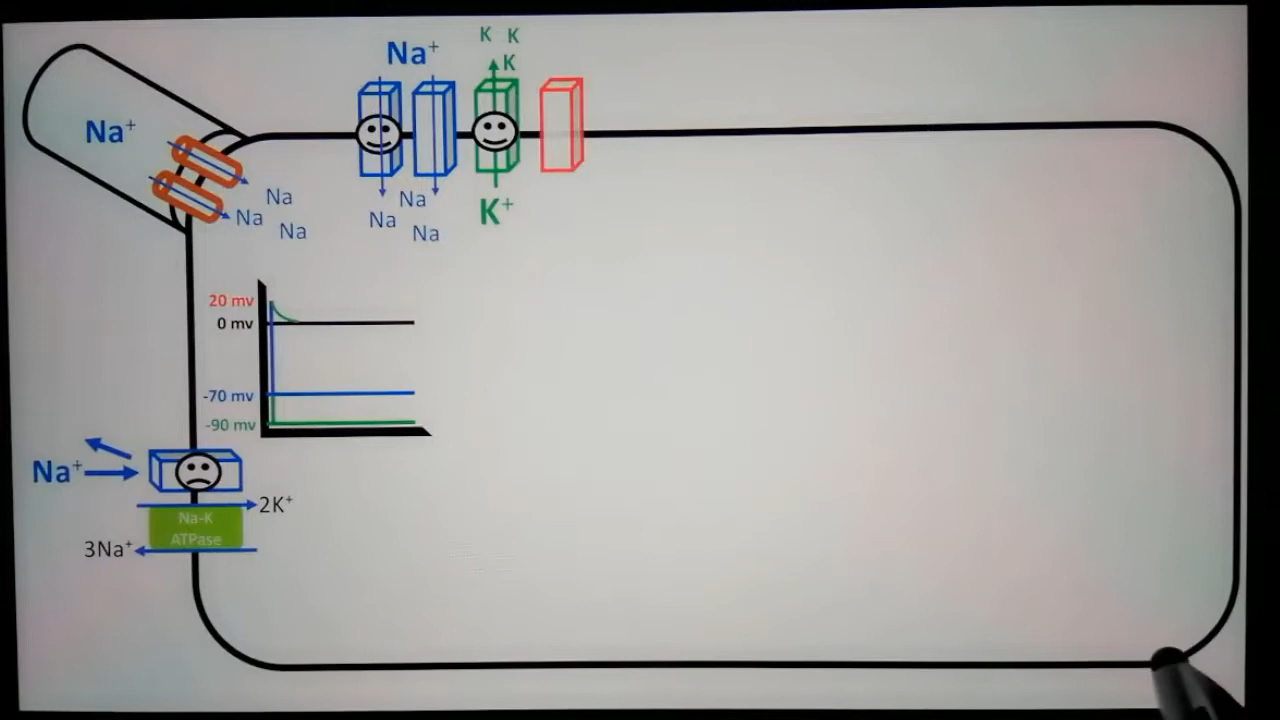 K K
K
Na⁺
Na⁺
Na
Na
Na
Na
Na
Na
K⁺
20 mv
0 mv
-70 mv
-90 mv
Na⁺
2K⁺
Na-K
ATPase
3Na⁺